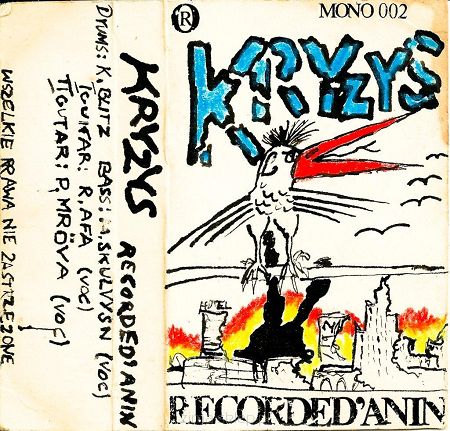 DrUMS: K. BLITZ BASS: M.SKULVYSN (VOC)
I GUITAR: R. AFA (VOC)
II GUITAR: P. MRÖVA (VOC)
WSZELKIE PRAWA NIE ZASTRZEŻONE
KRYZYS RECORDED'ANIN
® MONO 002
KRYZYS
HOTEL
RECORDED'ANIN